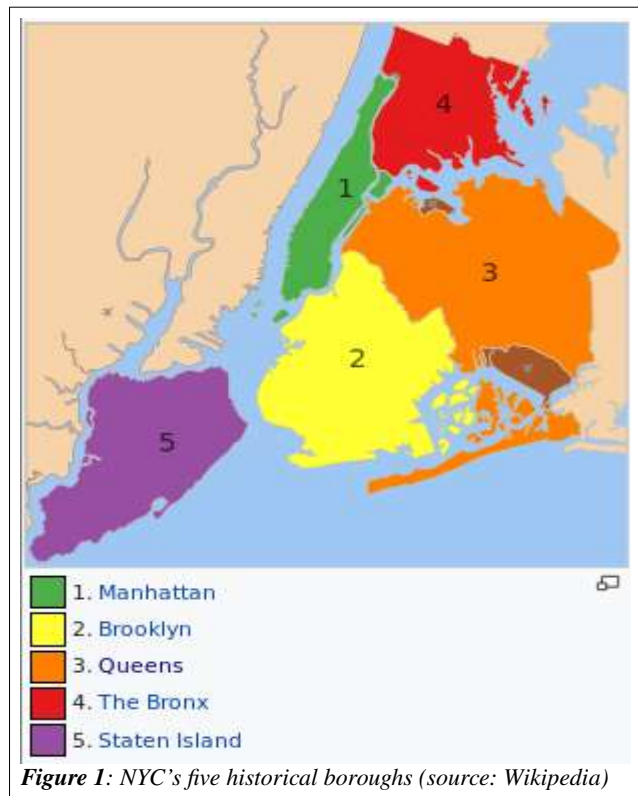 4
1
3
2
5
1. Manhattan
2. Brooklyn
3. Queens
4. The Bronx
5. Staten Island
Figure 1: NYC's five historical boroughs (source: Wikipedia)